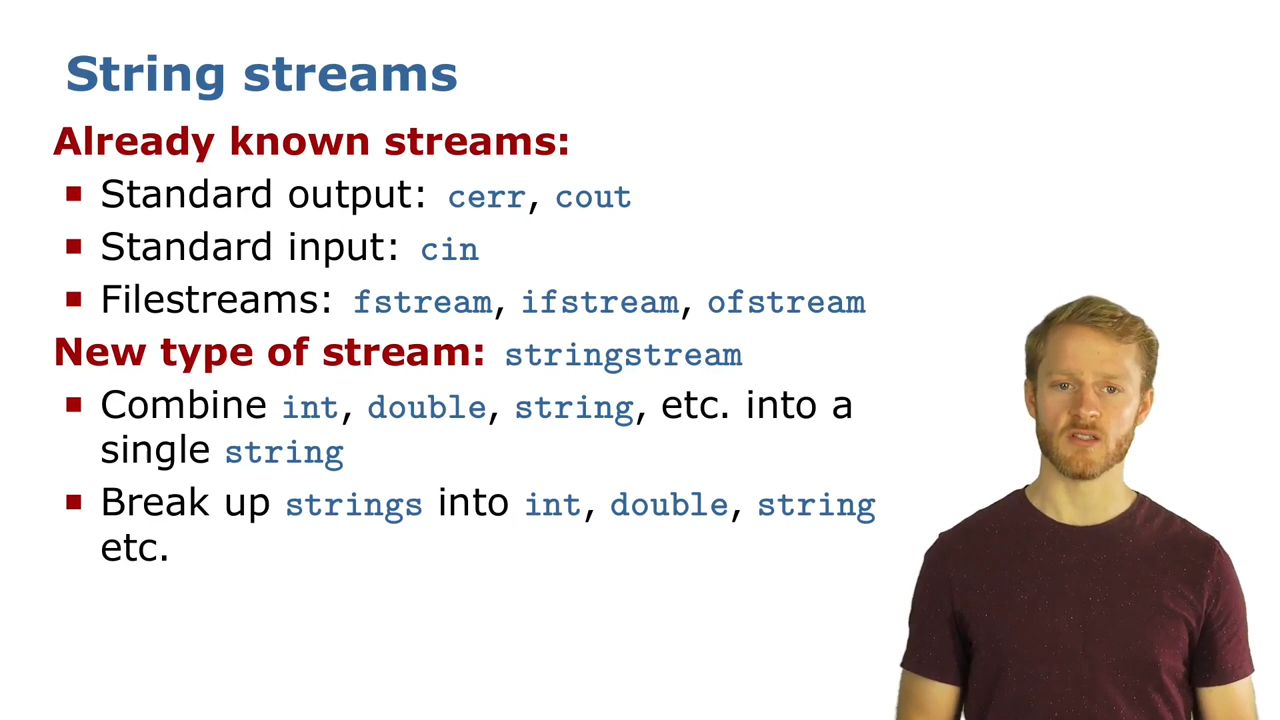 String streams
Already known streams:
Standard output: cerr, cout
Standard input: cin
Filestreams: fstream, ifstream, ofstream
New type of stream: stringstream
Combine int, double, string, etc. into a
single string
Break up strings into int, double, string
etc.